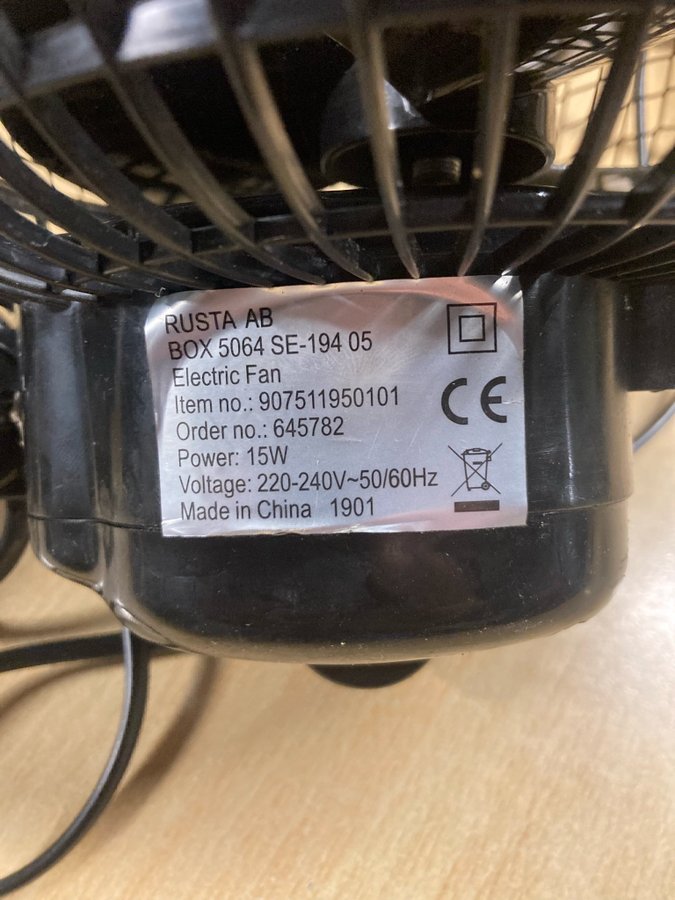 RUSTA AB
BOX 5064 SE-194 05
Electric Fan
Item no.: 907511950101
Order no.: 645782
Power: 15W
Voltage: 220-240V~50/60Hz
Made in China 1901
CE